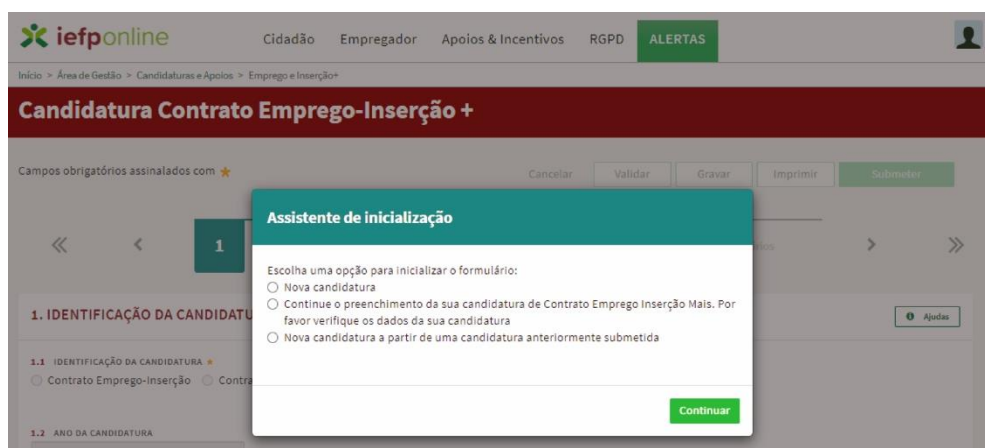 iefponline Cidadão Empregador Apoios & Incentivos RGPD ALERTAS
Início > Área de Gestão > Candidaturas e Apoios > Emprego e Inserção+
Candidatura Contrato Emprego-Inserção +
Campos obrigatórios assinalados com ★ Cancelar Validar Gravar Imprimir Submeter
Assistente de inicialização
1
Escolha uma opção para inicializar o formulário:
Nova candidatura
Continue o preenchimento da sua candidatura de Contrato Emprego Inserção Mais. Por
favor verifique os dados da sua candidatura
Nova candidatura a partir de uma candidatura anteriormente submetida
Continuar
1. IDENTIFICAÇÃO DA CANDIDATU
Ajudas
1.1 IDENTIFICAÇÃO DA CANDIDATURA ★
Contrato Emprego-Inserção Contra
1.2 ANO DA CANDIDATURA